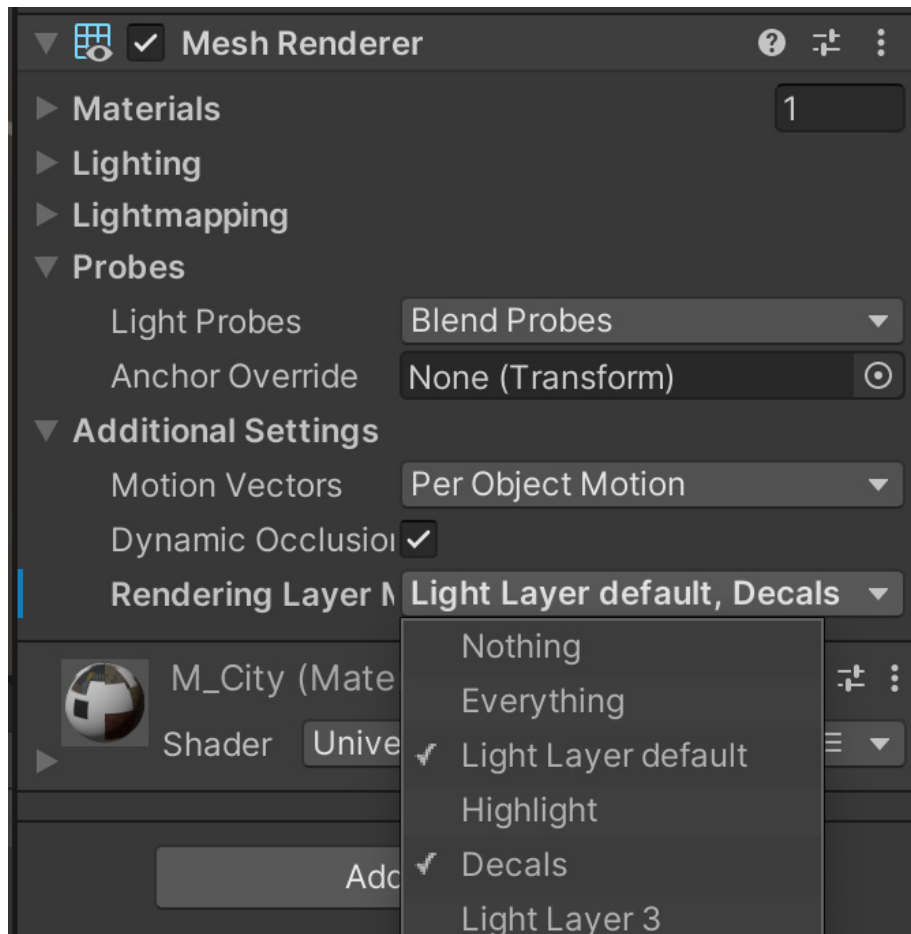 Mesh Renderer
Materials 1
Lighting
Lightmapping
Probes
Light Probes Blend Probes
Anchor Override None (Transform)
Additional Settings
Motion Vectors Per Object Motion
Dynamic Occlusion
Rendering Layer M Light Layer default, Decals
Nothing
M_City (Mate
Everything
Shader Unive
Light Layer default
Highlight
Decals
Add
Light Layer 3